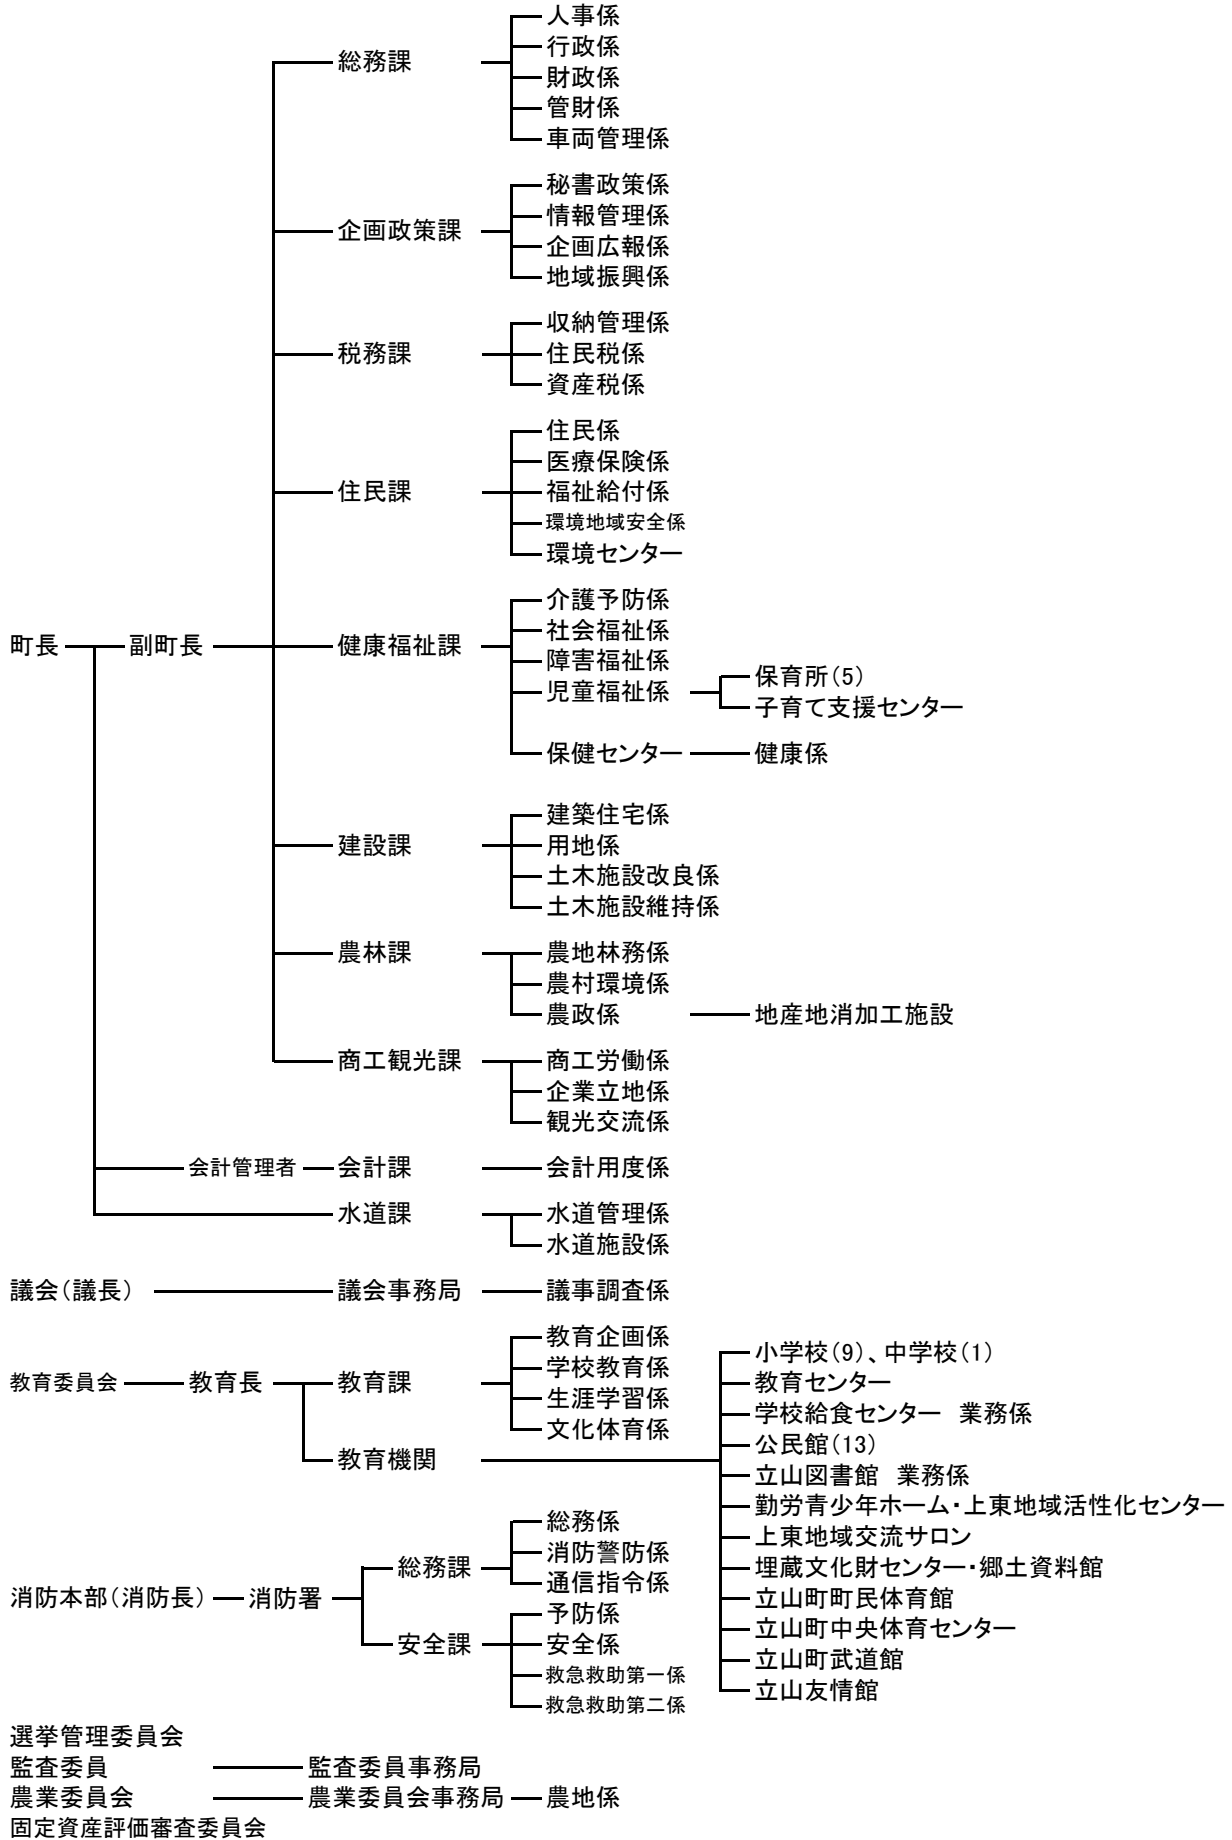 人事係
行政係
総務課
財政係
管財係
車両管理係
秘書政策係
情報管理係
企画政策課
企画広報係
地域振興係
収納管理係
税務課
住民税係
資産税係
住民係
医療保険係
住民課
福祉給付係
環境地域安全係
環境センター
介護予防係
社会福祉係
町長 副町長 健康福祉課
障害福祉係
保育所(5)
児童福祉係
子育て支援センター
保健センター 健康係
建築住宅係
建設課 用地係
土木施設改良係
土木施設維持係
農林課 農地林務係
農村環境係
農政係 地産地消加工施設
商工観光課 商工労働係
企業立地係
観光交流係
会計管理者 会計課 会計用度係
水道課 水道管理係
水道施設係
議会(議長) 議会事務局 議事調査係
教育企画係
小学校(9)、中学校(1)
学校教育係
教育委員会 教育長 教育課
教育センター
生涯学習係
学校給食センター 業務係
文化体育係
公民館(13)
教育機関
立山図書館 業務係
勤労青少年ホーム・上東地域活性化センター
総務係
上東地域交流サロン
消防警防係
総務課
埋蔵文化財センター・郷土資料館
通信指令係
消防本部(消防長) 消防署
立山町町民体育館
予防係
立山町中央体育センター
安全課 安全係
立山町武道館
救急救助第一係
立山友情館
救急救助第二係
選挙管理委員会
監査委員 監査委員事務局
農業委員会 農業委員会事務局 農地係
固定資産評価審査委員会